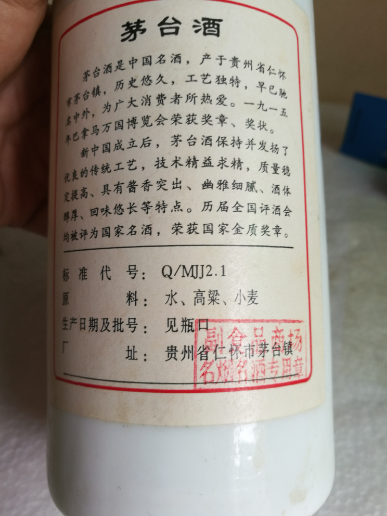 茅台酒
茅台酒是中国名酒，产于贵州省仁怀
市茅台镇，历史悠久，工艺独特，早已驰
名中外，为广大消费者所热爱。一九一五
年巴拿马万国博览会荣获奖章、奖状。
新中国成立后，茅台酒保持并发扬了
优良的传统工艺，技术精益求精，质量稳
定提高、具有酱香突出、幽雅细腻、酒体
醇厚、回味悠长等特点。历届全国评酒会
均被评为国家名酒，荣获国家金质奖章。
标准代号：Q/MJJ2.1
原料：水、高粱、小麦
生产日期及批号：见瓶口
厂址：贵州省仁怀市茅台镇
副食品商场
名烟名酒专用章